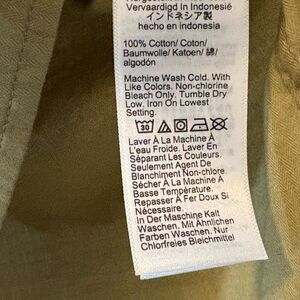 Vervaardigd In Indonesië
インドネシア製
hecho en indonesia
100% Cotton/ Coton/
Baumwolle/ Katoen/ 綿/
algodón
Machine Wash Cold. With
Like Colors. Non-chlorine
Bleach Only. Tumble Dry
Low. Iron On Lowest
Setting.
30
Laver À La Machine À
L'eau Froide. Laver En
Séparant Les Couleurs.
Seulement Agent De
Blanchiment Non-chlore.
Sécher À La Machine À
Basse Température.
Repasser À Fer Doux Si
Nécessaire.
In Der Maschine Kalt
Waschen. Mit Ähnlichen
Farben Waschen. Nur
Chlorfreies Bleichmittel